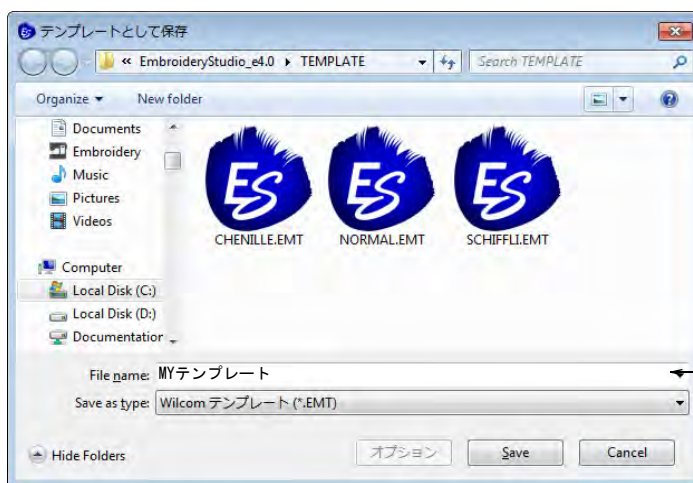 テンプレートとして保存
« EmbroideryStudio_e4.0 ▸ TEMPLATE
Search TEMPLATE
Organize ▾ New folder
Documents
Embroidery
Music
Pictures
Videos
Computer
Local Disk (C:)
Local Disk (D:)
Documentation
ES
ES
ES
CHENILLE.EMT
NORMAL.EMT
SCHIFFLI.EMT
File name: MYテンプレート
Save as type: Wilcom テンプレート (*.EMT)
Hide Folders オプション Save Cancel